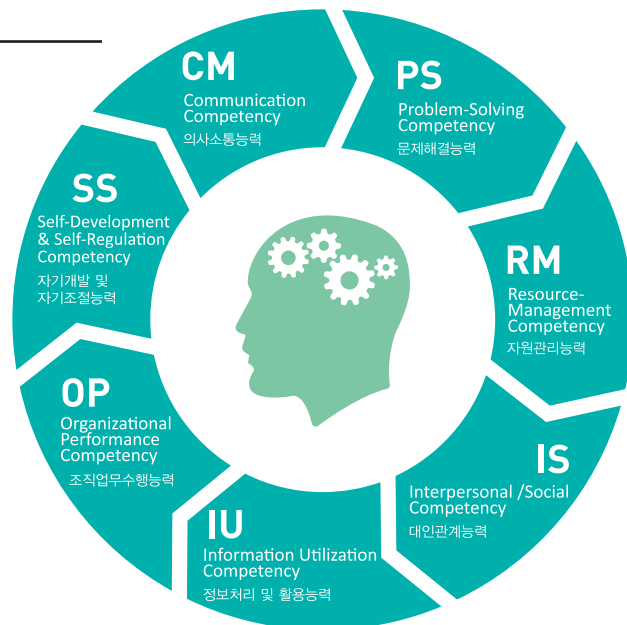 CM
Communication
Competency
의사소통능력
PS
Problem-Solving
Competency
문제해결능력
RM
Resource-
Management
Competency
자원관리능력
IS
Interpersonal /Social
Competency
대인관계능력
IU
Information Utilization
Competency
정보처리 및 활용능력
OP
Organizational
Performance
Competency
조직업무수행능력
SS
Self-Development
& Self-Regulation
Competency
자기개발 및
자기조절능력